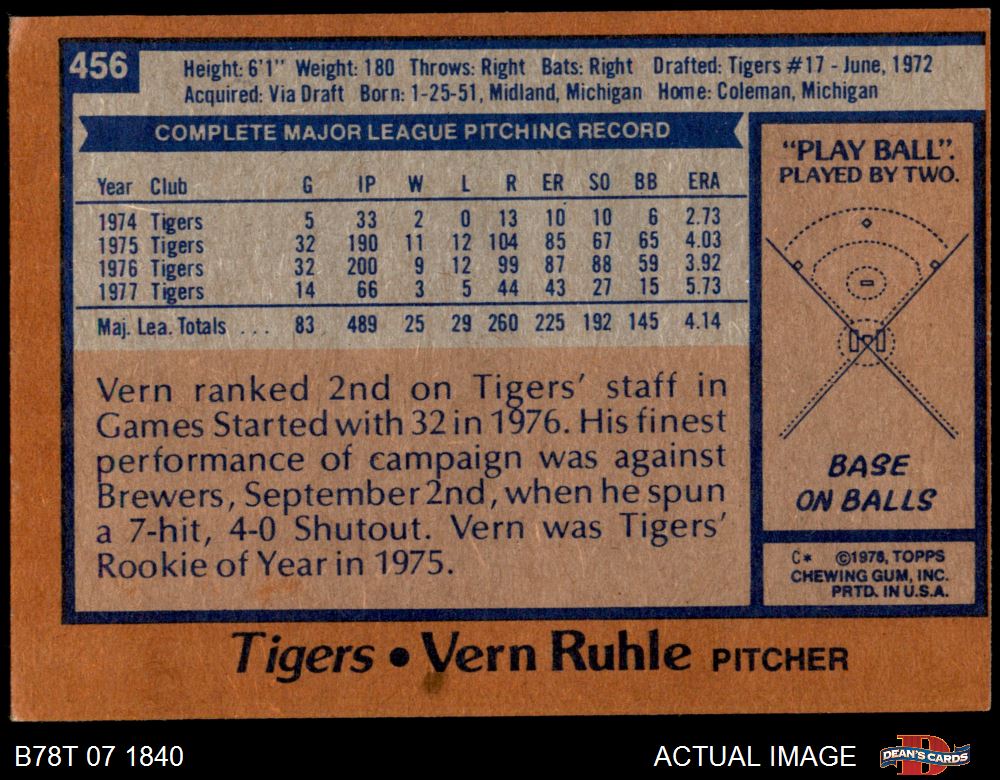 456
Height: 6'1" Weight: 180 Throws: Right Bats: Right Drafted: Tigers #17 - June, 1972
Acquired: Via Draft Born: 1-25-51, Midland, Michigan Home: Coleman, Michigan
COMPLETE MAJOR LEAGUE PITCHING RECORD
Year Club G IP W L R ER SO BB ERA
1974 Tigers 5 33 2 0 13 10 10 6 2.73
1975 Tigers 32 190 11 12 104 85 67 65 4.03
1976 Tigers 32 200 9 12 99 87 88 59 3.92
1977 Tigers 14 66 3 5 44 43 27 15 5.73
Maj. Lea. Totals ... 83 489 25 29 260 225 192 145 4.14
Vern ranked 2nd on Tigers' staff in
Games Started with 32 in 1976. His finest
performance of campaign was against
Brewers, September 2nd, when he spun
a 7-hit, 4-0 Shutout. Vern was Tigers'
Rookie of Year in 1975.
"PLAY BALL".
PLAYED BY TWO.
BASE
ON BALLS
C* ©1978, TOPPS
CHEWING GUM, INC.
PRTD. IN U.S.A.
Tigers • Vern Ruhle PITCHER
B78T 07 1840
ACTUAL IMAGE
DEAN'S CARDS